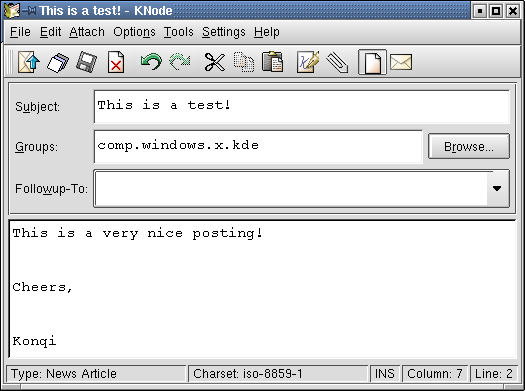 This is a test! - KNode
File Edit Attach Options Tools Settings Help
Subject: This is a test!
Groups: comp.windows.x.kde Browse...
Followup-To:
This is a very nice posting!
Cheers,
Konqi
Type: News Article Charset: iso-8859-1 INS Column: 7 Line: 2